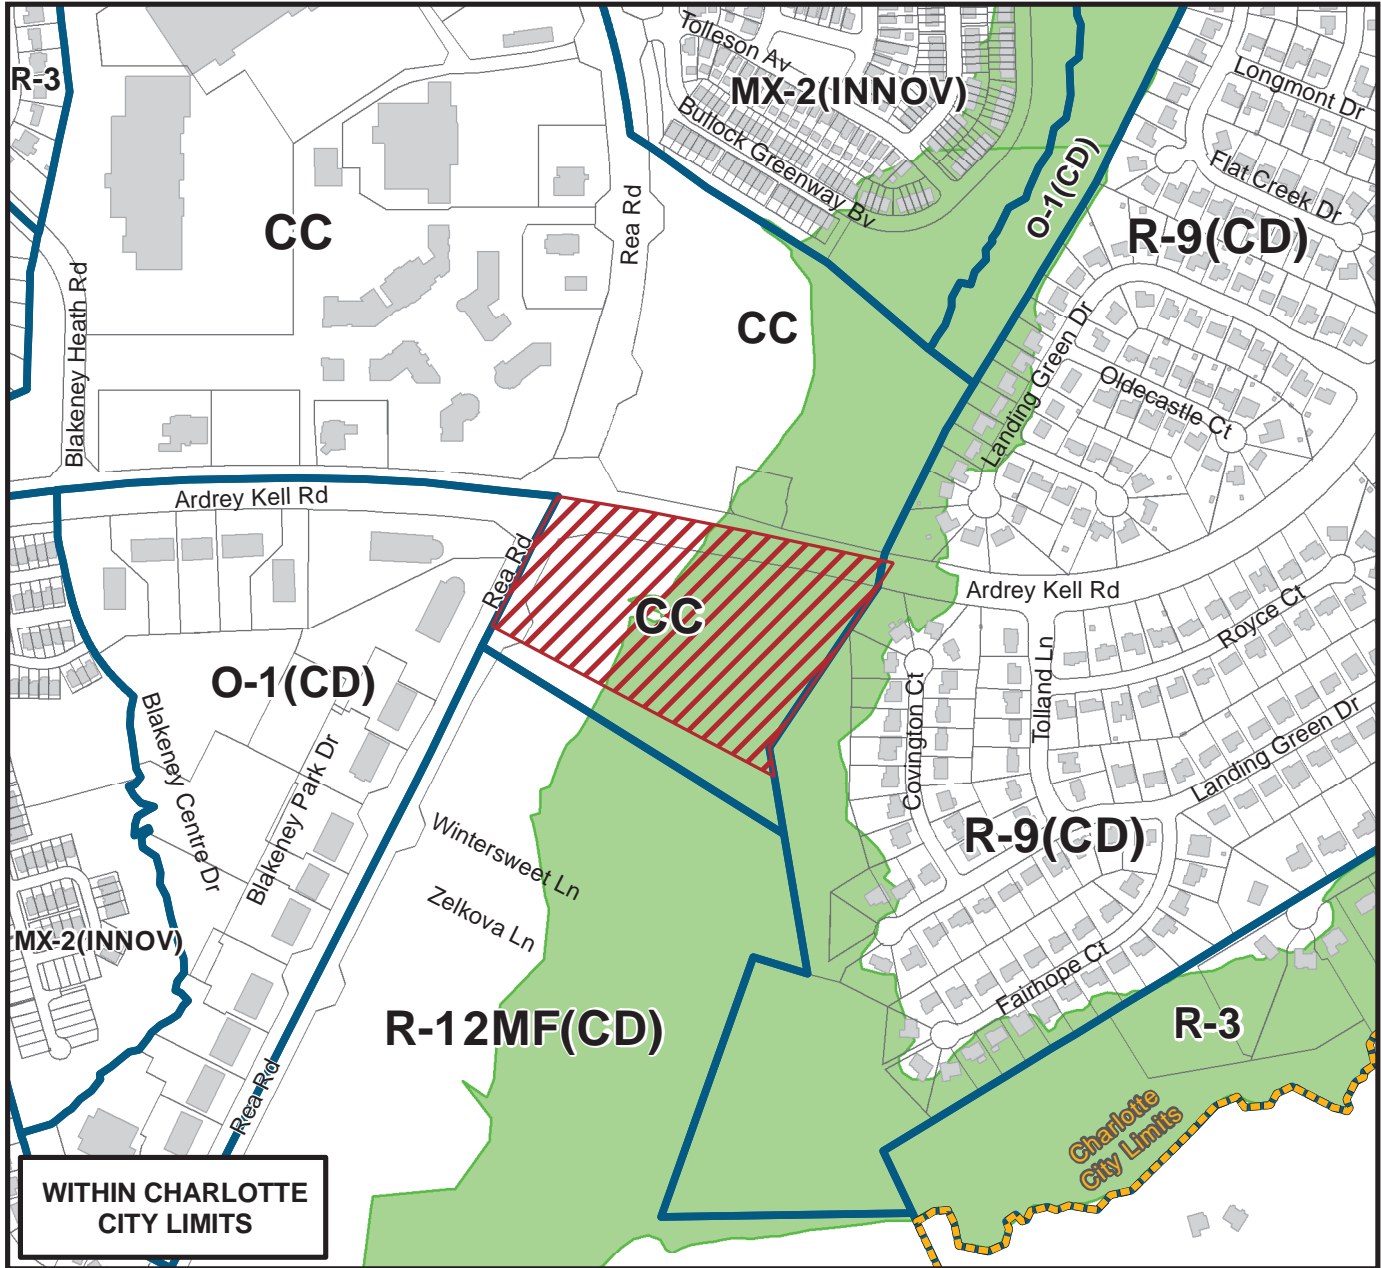 Tolleson Av
R-3
MX-2(INNOV)
Longmont Dr
Bullock Greenway Bv
O-1(CD)
Flat Creek Dr
Rea Rd
CC
R-9(CD)
Blakeney Heath Rd
CC
Landing Green Dr
Oldecastle Ct
Ardrey Kell Rd
Rea Rd
Ardrey Kell Rd
CC
Royce Ct
Tolland Ln
O-1(CD)
Covington Ct
Landing Green Dr
Blakeney Centre Dr
Blakeney Park Dr
Wintersweet Ln
R-9(CD)
Zelkova Ln
MX-2(INNOV)
Fairhope Ct
R-12MF(CD)
R-3
Rea Rd
Charlotte
City Limits
WITHIN CHARLOTTE
CITY LIMITS